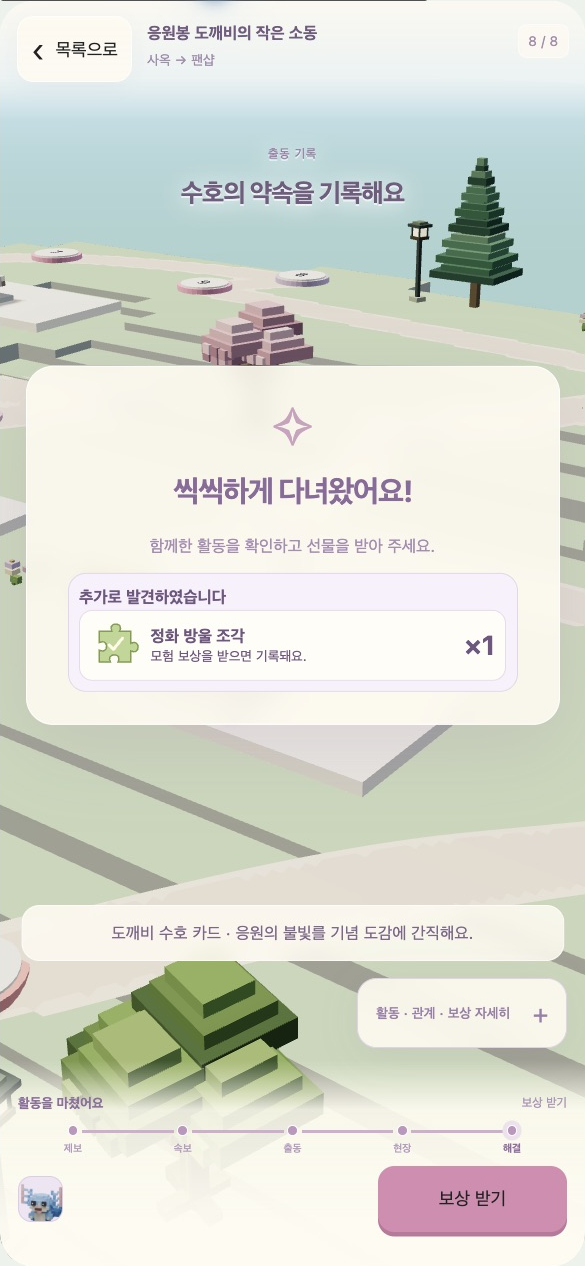 목록으로
응원봉 도깨비의 작은 소동
사옥 → 팬샵
8 / 8
출동 기록
수호의 약속을 기록해요
씩씩하게 다녀왔어요!
함께한 활동을 확인하고 선물을 받아 주세요.
추가로 발견하였습니다
정화 방울 조각
모험 보상을 받으면 기록돼요.
×1
도깨비 수호 카드 · 응원의 불빛를 기념 도감에 간직해요.
활동 · 관계 · 보상 자세히 +
활동을 마쳤어요
보상 받기
제보
속보
출동
현장
해결
보상 받기